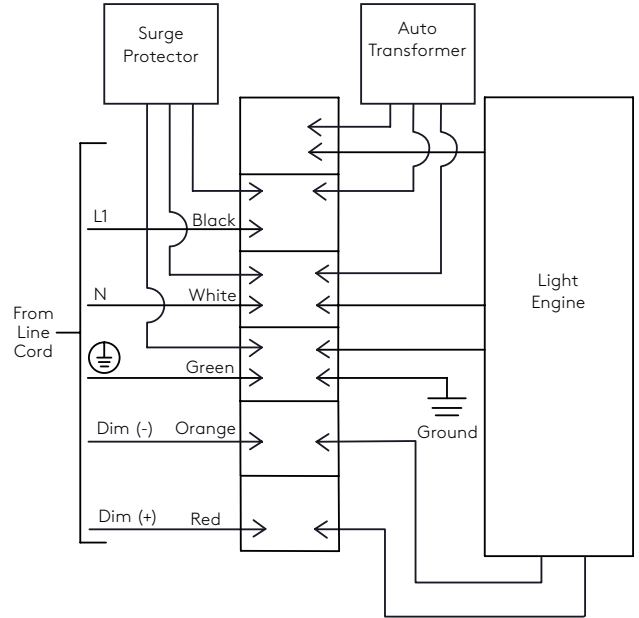 Surge
Protector
Auto
Transformer
L1
Black
N
White
From
Line
Cord
Green
Light
Engine
Ground
Dim (-)
Orange
Dim (+)
Red